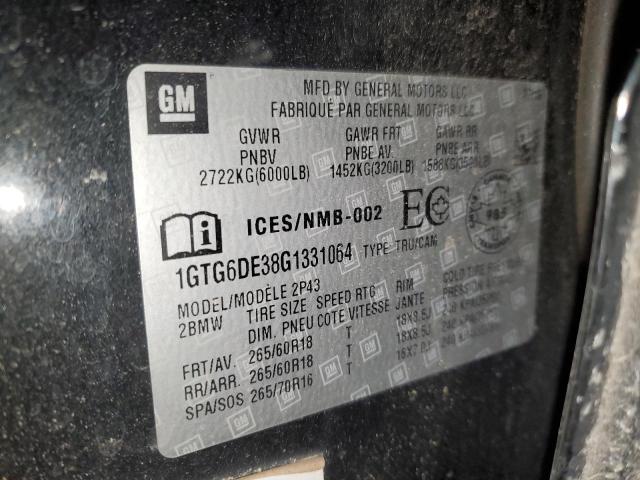 GM
MFD BY GENERAL MOTORS LLC
FABRIQUÉ PAR GENERAL MOTORS LLC
GVWR GAWR FRT GAWR RR
PNBV PNBE AV. PNBE ARR
2722KG(6000LB) 1452KG(3200LB)
ICES/NMB-002 EC
1GTG6DE38G1331064 TYPE TRU/CAM
MODEL/MODÈLE 2P43
2BMW TIRE SIZE SPEED RTG RIM COLD TIRE
DIM. PNEU COTE VITESSE JANTE
FRT/AV. 265/60R18 T 18X8.5J
RR/ARR. 265/60R18 T 18X8.5J
SPA/SOS 265/70R16 T